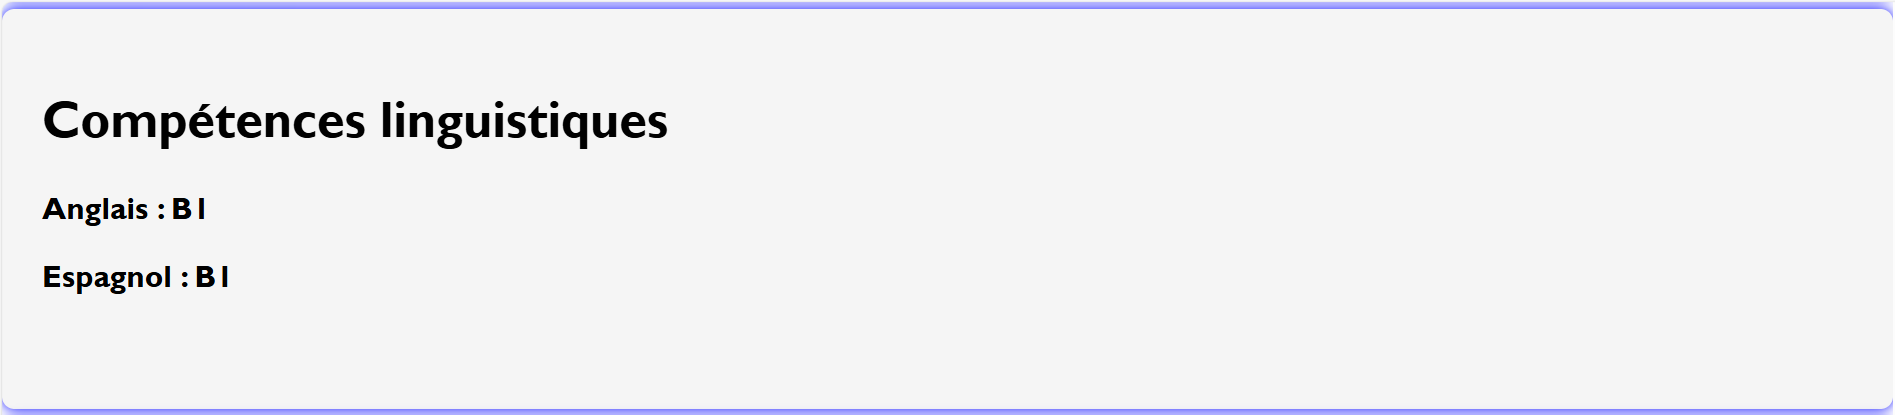 Compétences linguistiques
Anglais : B1
Espagnol : B1